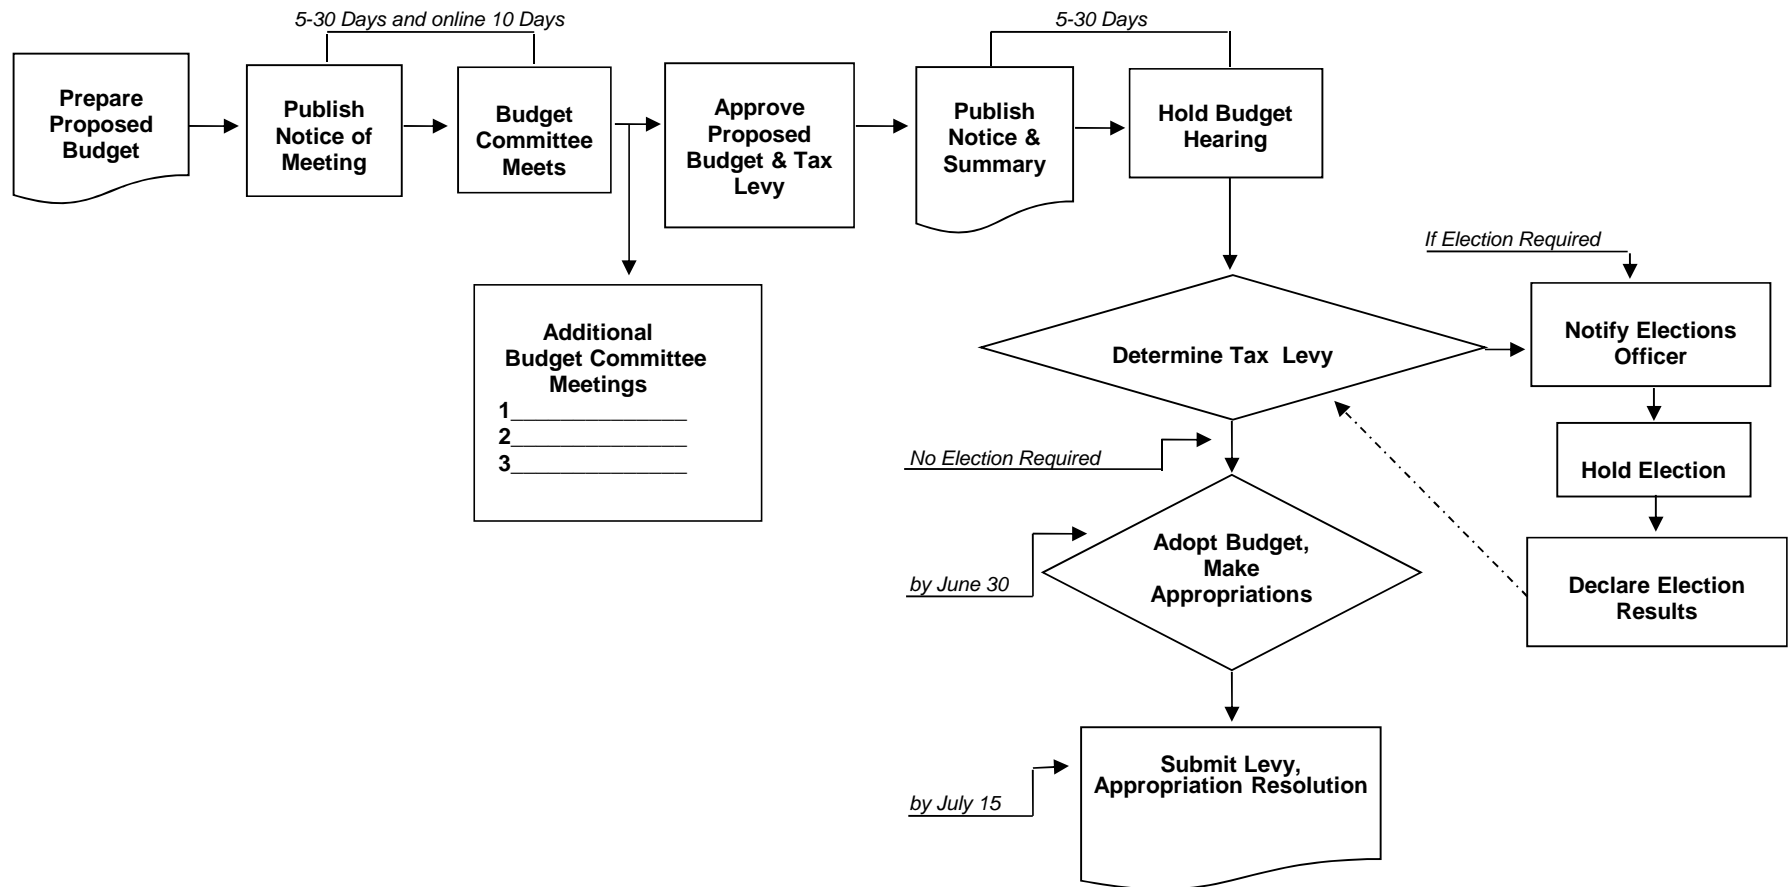 5-30 Days and online 10 Days
5-30 Days
Prepare
Proposed
Budget
Publish
Notice of
Meeting
Budget
Committee
Meets
Approve
Proposed
Budget & Tax
Levy
Publish
Notice &
Summary
Hold Budget
Hearing
Additional
Budget Committee
Meetings
1_______________
2_______________
3_______________
If Election Required
Determine Tax Levy
Notify Elections
Officer
No Election Required
Hold Election
by June 30
Adopt Budget,
Make
Appropriations
Declare Election
Results
by July 15
Submit Levy,
Appropriation Resolution